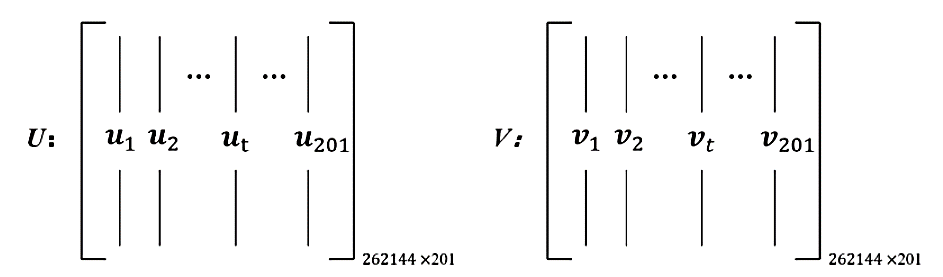 ... ... ... ...
U: u₁ u₂ uₜ u₂₀₁ V: v₁ v₂ vₜ v₂₀₁
262144 ×201 262144 ×201